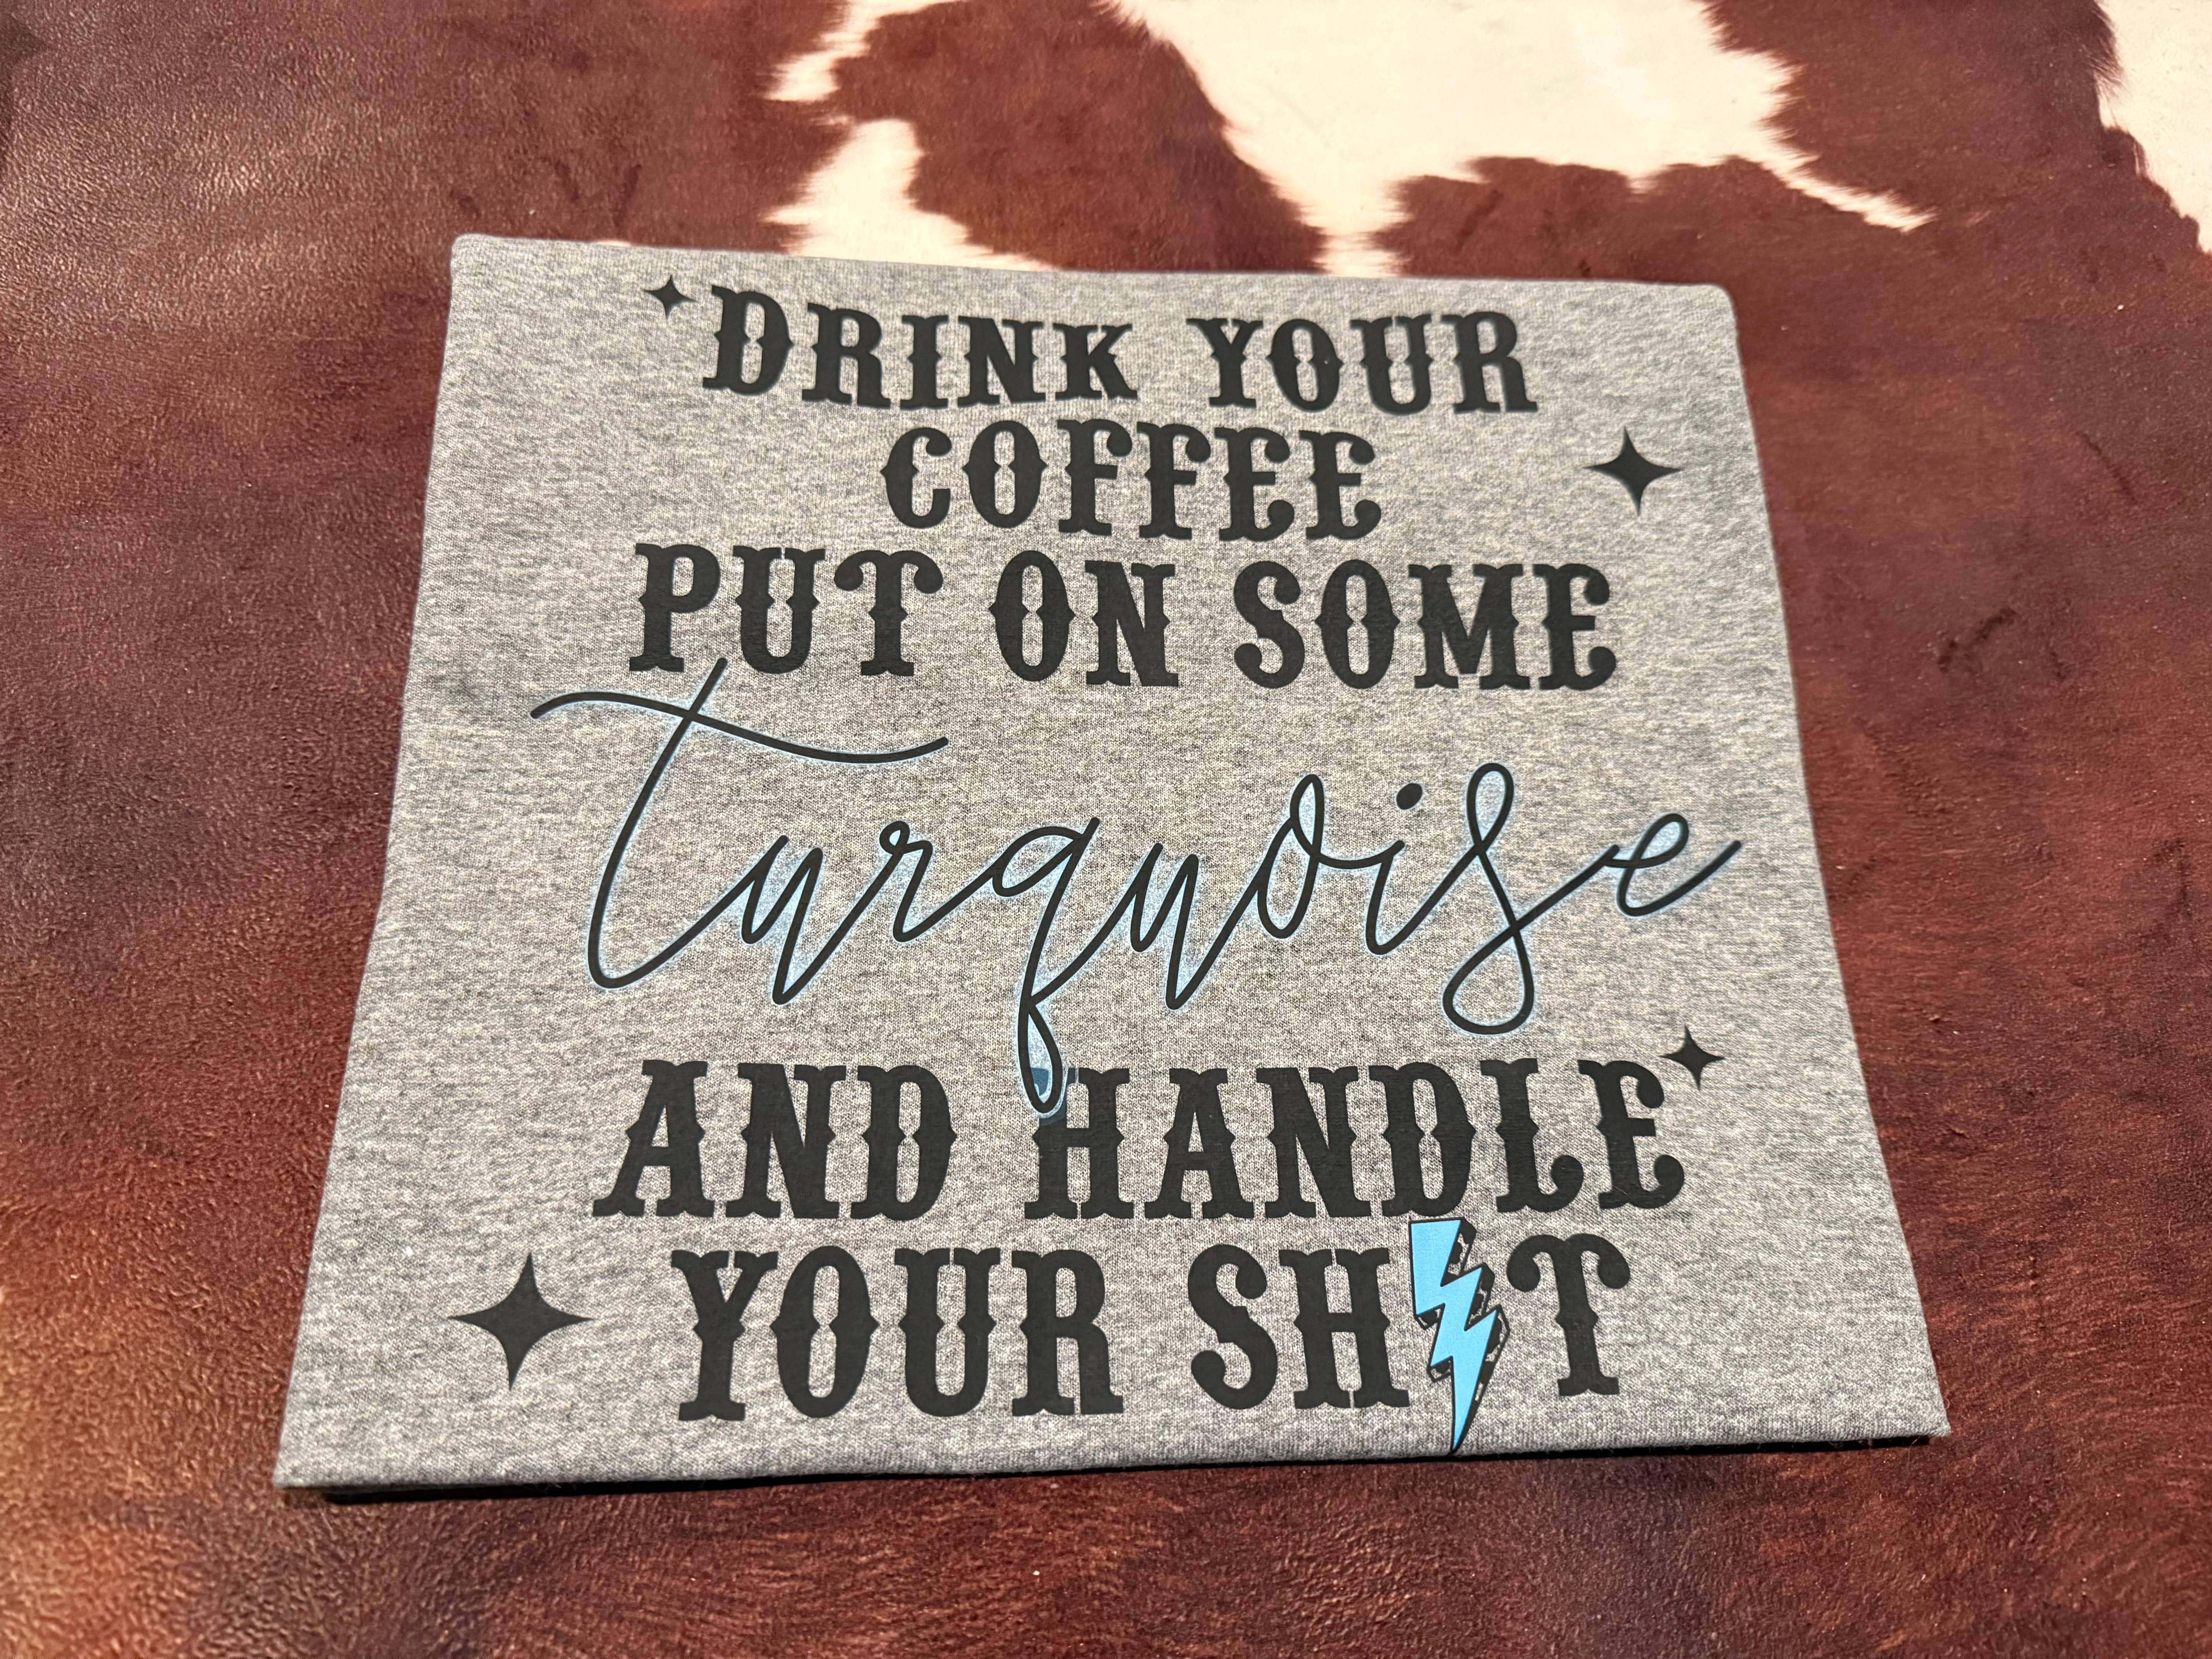 DRINK YOUR
COFFEE
PUT ON SOME
turquoise
AND HANDLE
YOUR SH⚡T